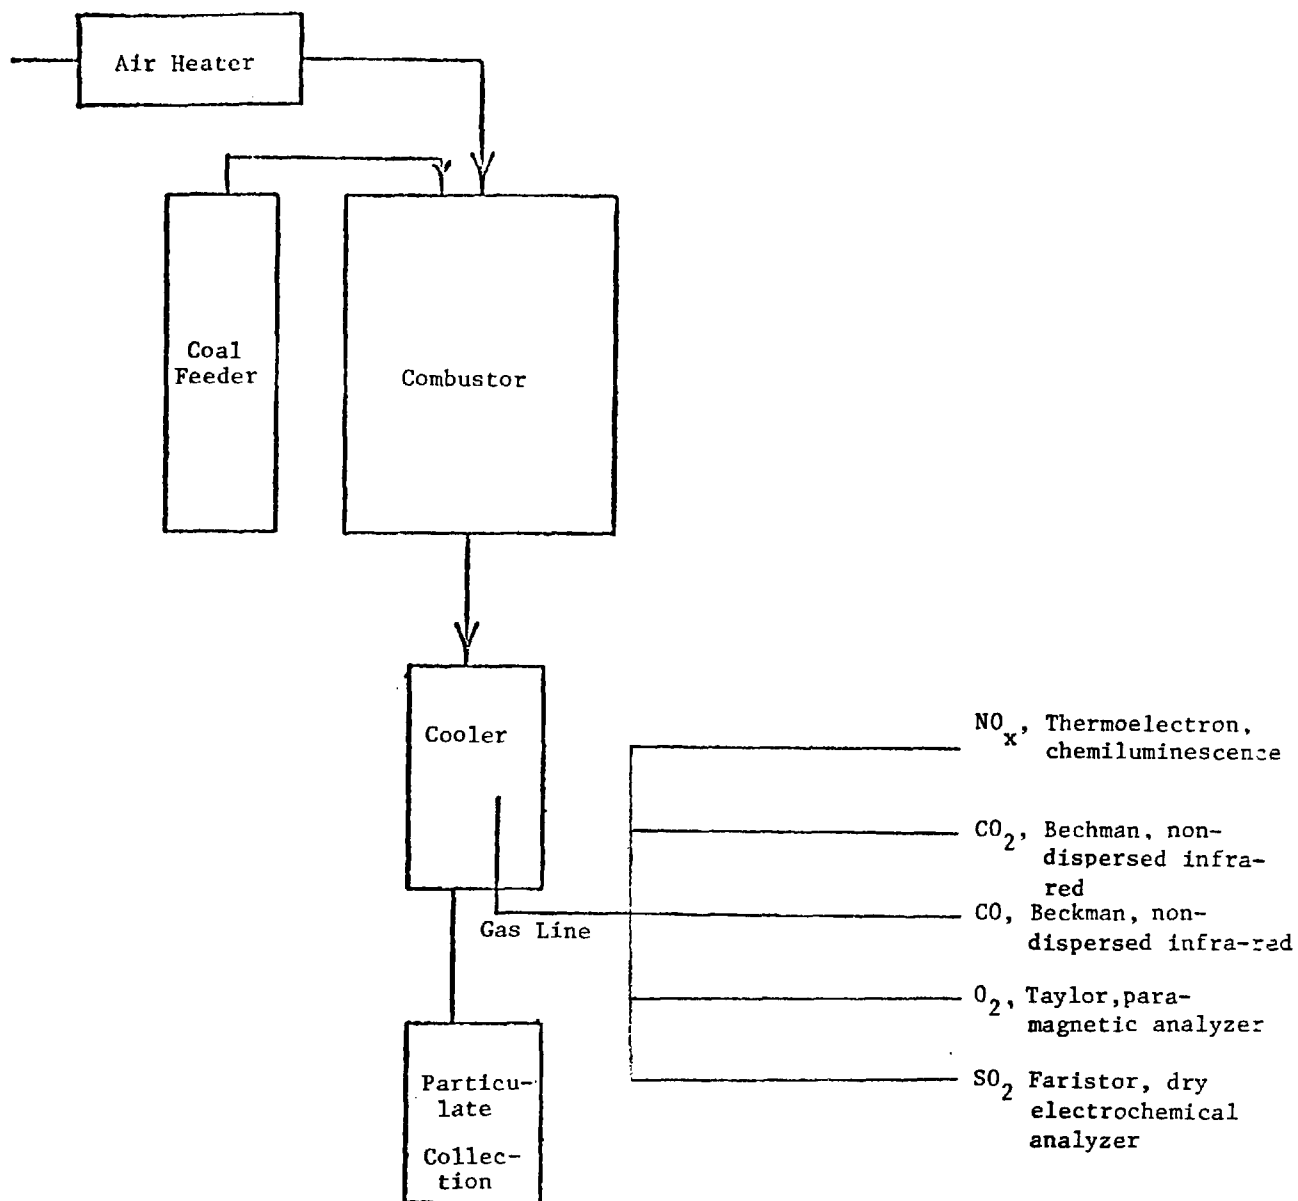 Air Heater
Coal
Feeder
Combustor
Cooler
Gas Line
Particu-
late
Collec-
tion
NOx, Thermoelectron,
chemiluminescence
CO2, Bechman, non-
dispersed infra-
red
CO, Beckman, non-
dispersed infra-red
O2, Taylor, para-
magnetic analyzer
SO2 Faristor, dry
electrochemical
analyzer